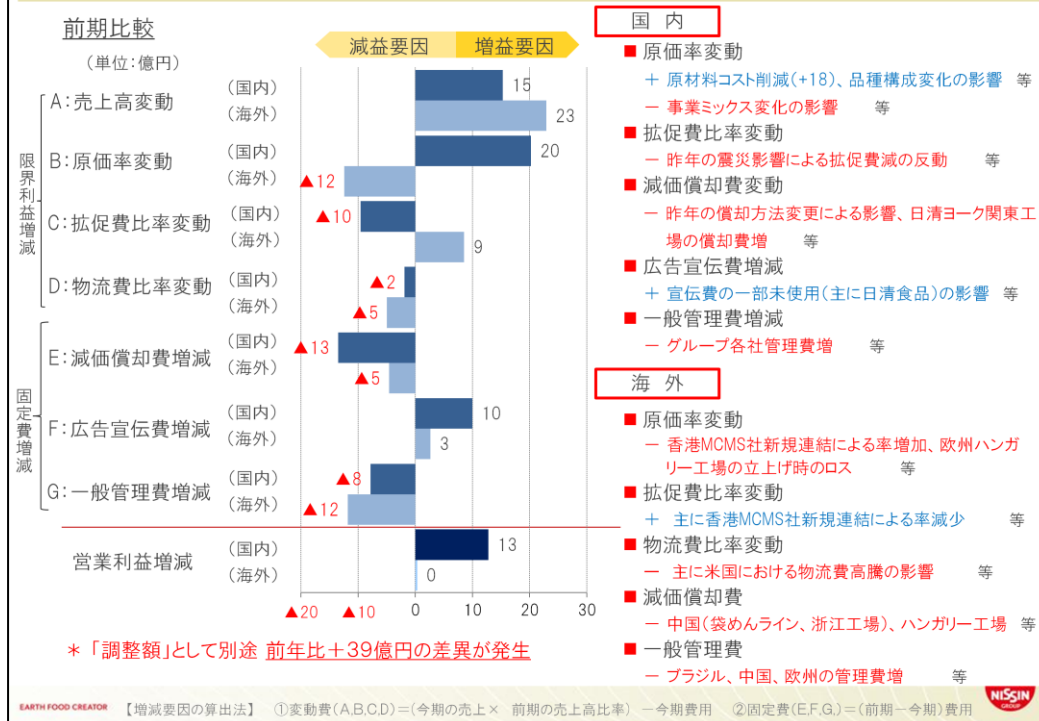 前期比較
(単位:億円)
減益要因 増益要因
限界利益増減
A:売上高変動 (国内) 15
(海外) 23
B:原価率変動 (国内) 20
(海外) ▲12
C:拡促費比率変動 (国内) ▲10
(海外) 9
D:物流費比率変動 (国内) ▲2
(海外) ▲5
固定費増減
E:減価償却費増減 (国内) ▲13
(海外) ▲5
F:広告宣伝費増減 (国内) 10
(海外) 3
G:一般管理費増減 (国内) ▲8
(海外) ▲12
営業利益増減 (国内) 13
(海外) 0
▲20 ▲10 0 10 20 30
* 「調整額」として別途 前年比+39億円の差異が発生
国 内
■ 原価率変動
+ 原材料コスト削減(+18)、品種構成変化の影響 等
- 事業ミックス変化の影響 等
■ 拡促費比率変動
- 昨年の震災影響による拡促費減の反動 等
■ 減価償却費変動
- 昨年の償却方法変更による影響、日清ヨーク関東工
場の償却費増 等
■ 広告宣伝費増減
+ 宣伝費の一部未使用(主に日清食品)の影響 等
■ 一般管理費増減
- グループ各社管理費増 等
海 外
■ 原価率変動
- 香港MCMS社新規連結による率増加、欧州ハンガ
リー工場の立上げ時のロス 等
■ 拡促費比率変動
+ 主に香港MCMS社新規連結による率減少 等
■ 物流費比率変動
- 主に米国における物流費高騰の影響 等
■ 減価償却費
- 中国(袋めんライン、浙江工場)、ハンガリー工場 等
■ 一般管理費
- ブラジル、中国、欧州の管理費増 等
EARTH FOOD CREATOR 【増減要因の算出法】 ①変動費(A,B,C,D)=(今期の売上× 前期の売上高比率) -今期費用 ②固定費(E,F,G,)=(前期-今期)費用
NISSIN
GROUP